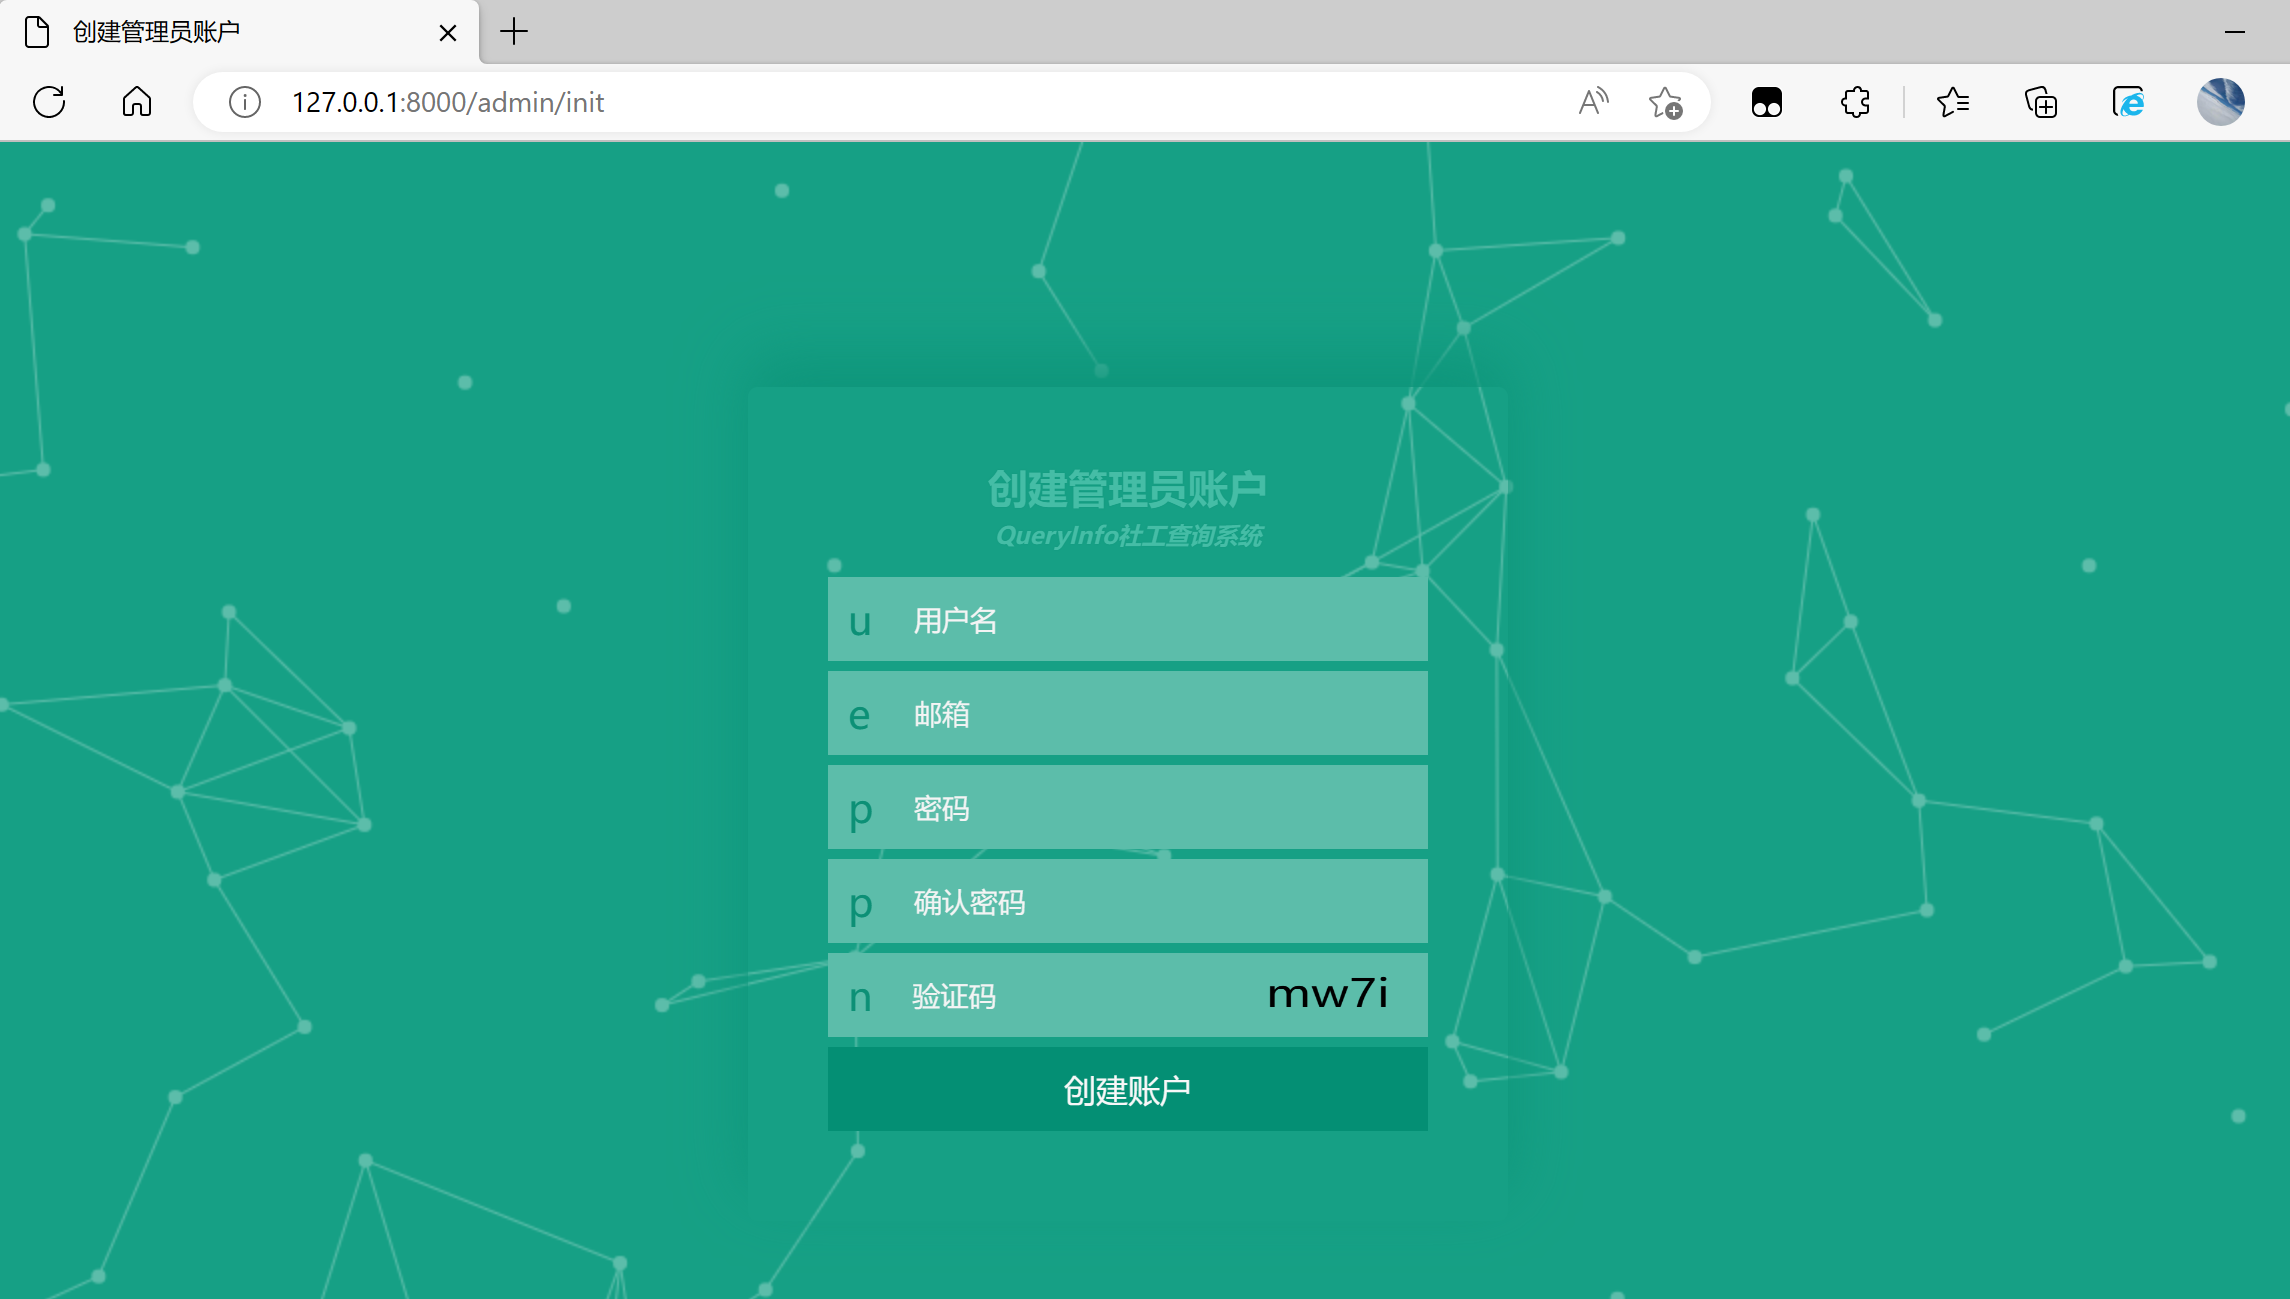 创建管理员账户
127.0.0.1:8000/admin/init
创建管理员账户
QueryInfo社工查询系统
u 用户名
e 邮箱
p 密码
p 确认密码
n 验证码 mw7i
创建账户